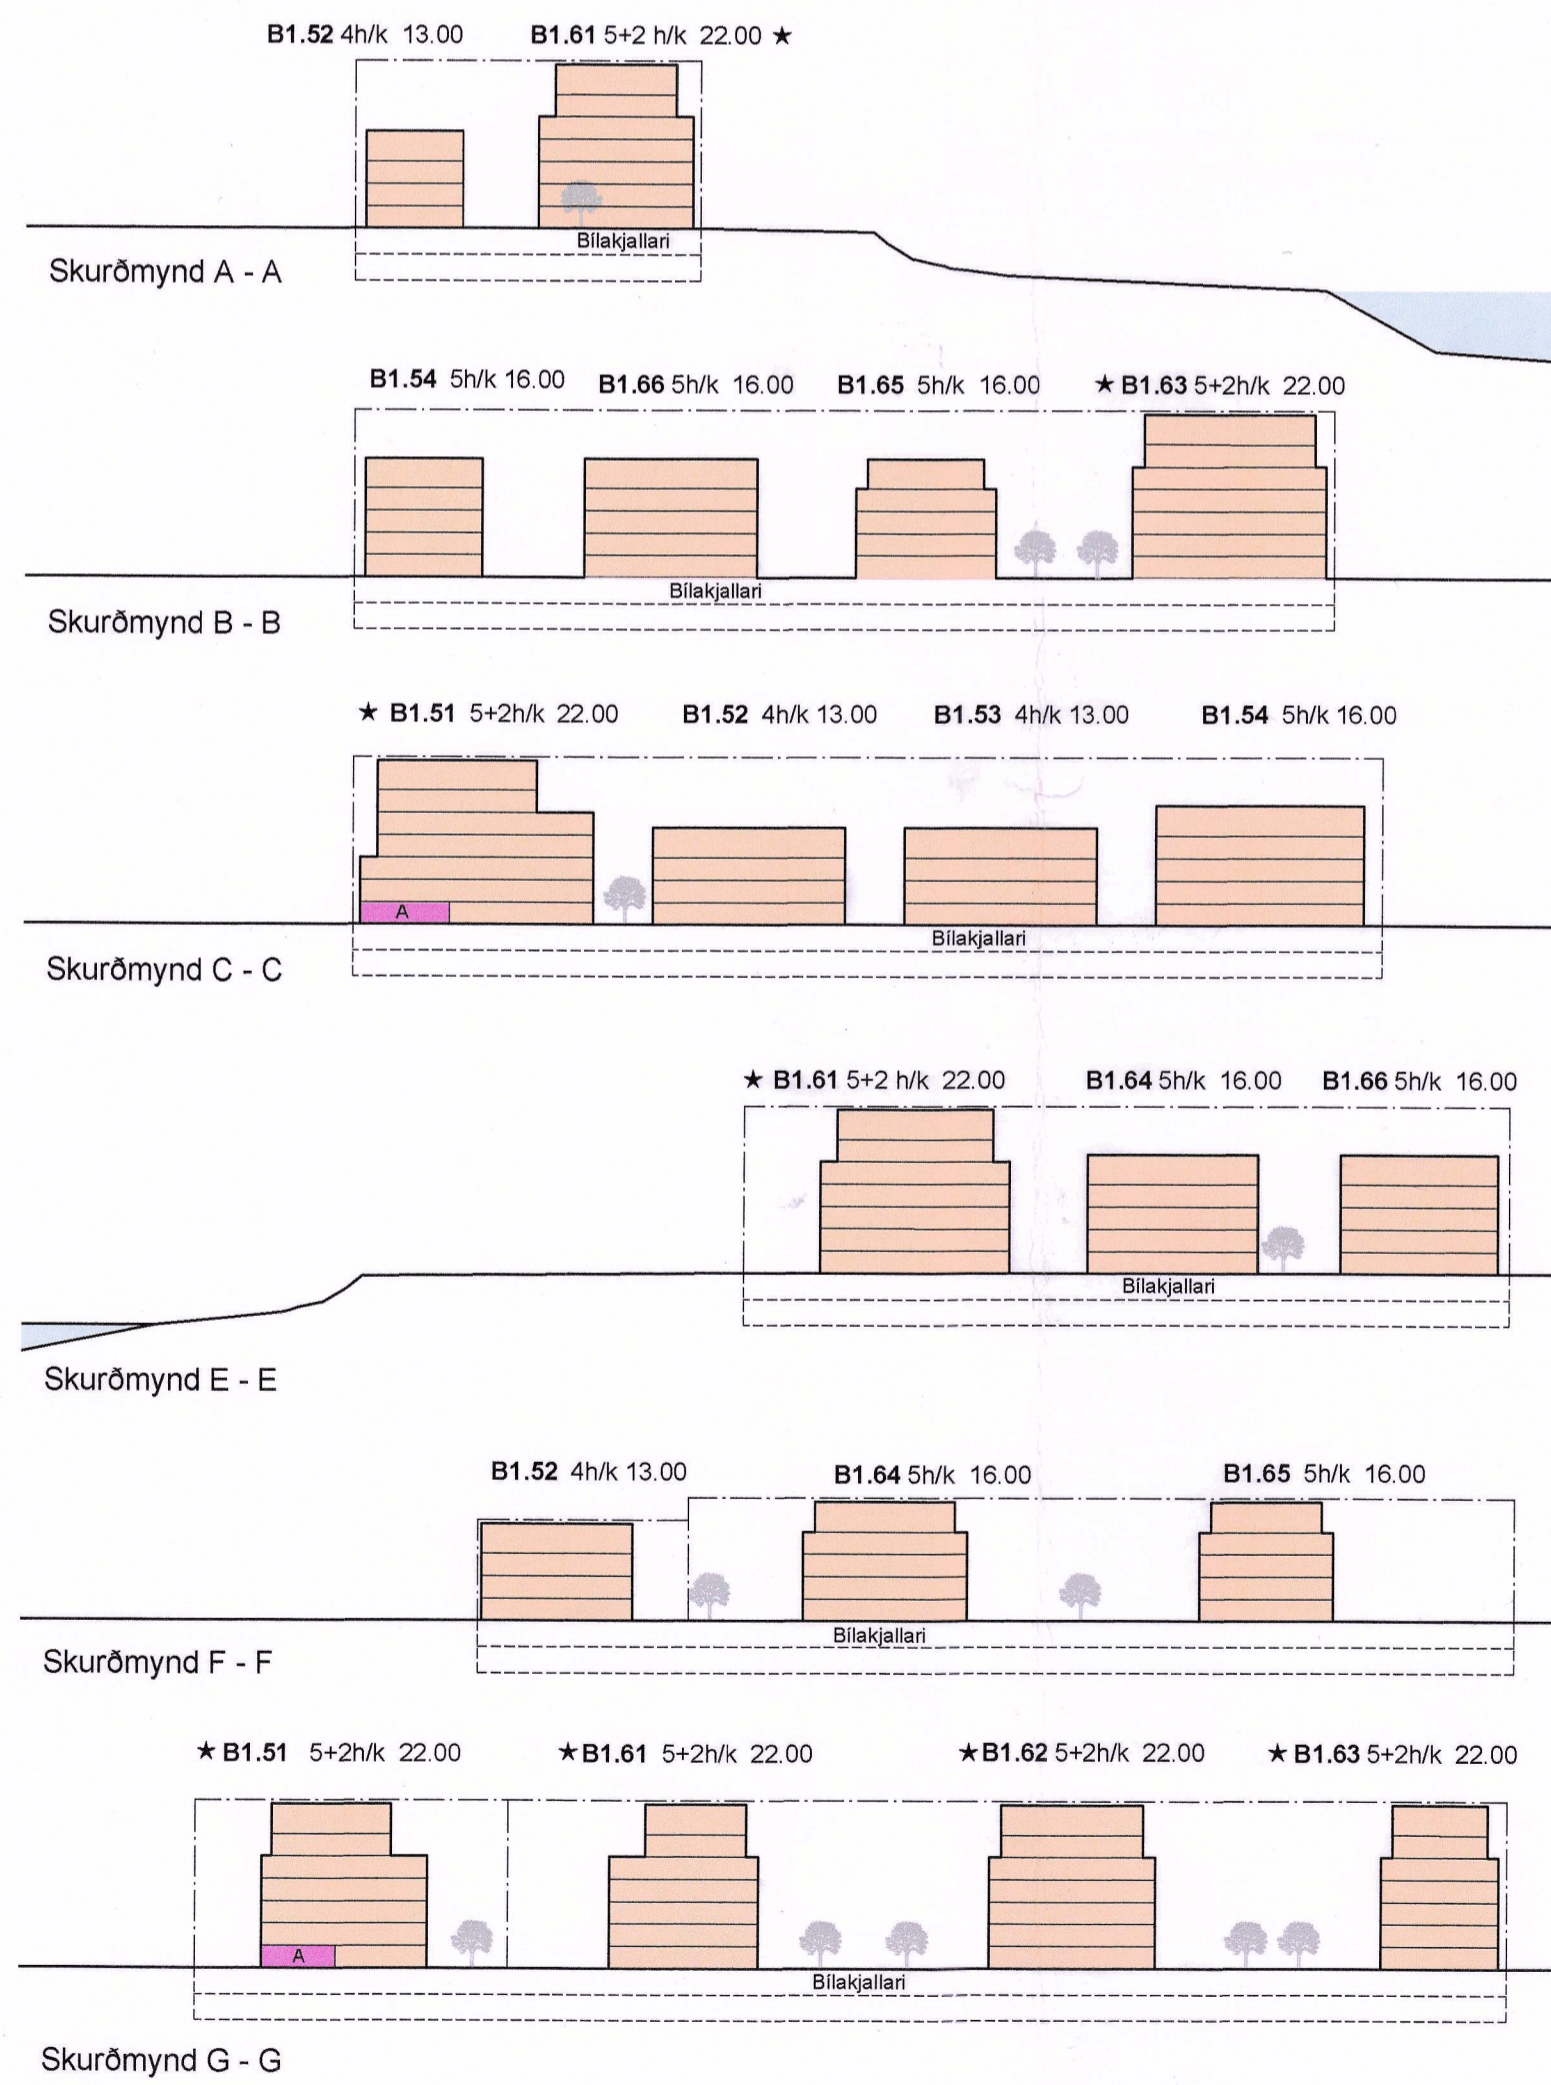 B1.52 4h/k 13.00 B1.61 5+2 h/k 22.00 ★
Bílakjallari
Skurðmynd A - A
B1.54 5h/k 16.00 B1.66 5h/k 16.00 B1.65 5h/k 16.00 ★ B1.63 5+2h/k 22.00
Bílakjallari
Skurðmynd B - B
★ B1.51 5+2h/k 22.00 B1.52 4h/k 13.00 B1.53 4h/k 13.00 B1.54 5h/k 16.00
A
Bílakjallari
Skurðmynd C - C
★ B1.61 5+2 h/k 22.00 B1.64 5h/k 16.00 B1.66 5h/k 16.00
Bílakjallari
Skurðmynd E - E
B1.52 4h/k 13.00 B1.64 5h/k 16.00 B1.65 5h/k 16.00
Bílakjallari
Skurðmynd F - F
★ B1.51 5+2h/k 22.00 ★ B1.61 5+2h/k 22.00 ★ B1.62 5+2h/k 22.00 ★ B1.63 5+2h/k 22.00
A
Bílakjallari
Skurðmynd G - G